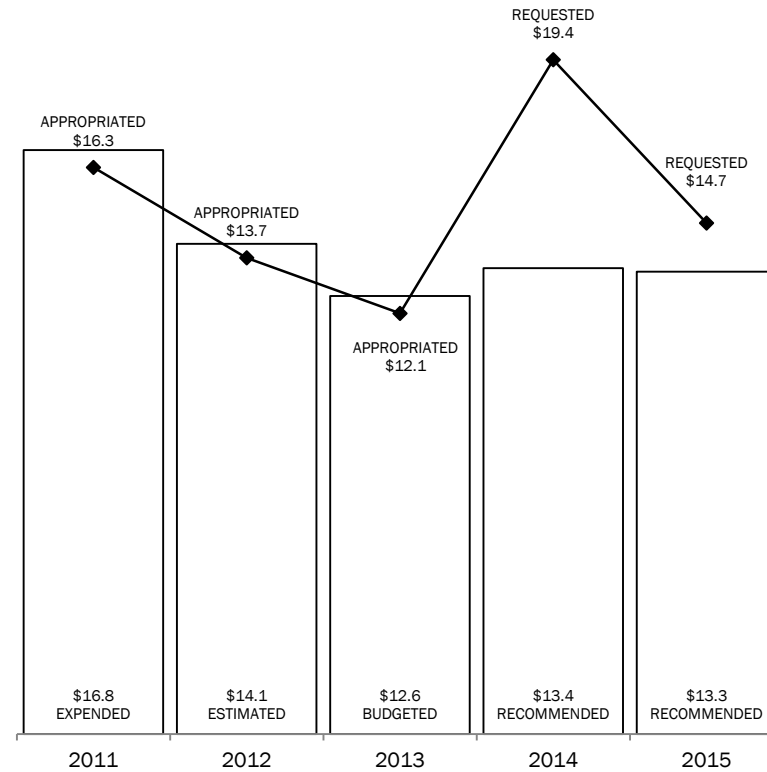 REQUESTED
$19.4
APPROPRIATED
$16.3
REQUESTED
$14.7
APPROPRIATED
$13.7
APPROPRIATED
$12.1
$16.8
EXPENDED
$14.1
ESTIMATED
$12.6
BUDGETED
$13.4
RECOMMENDED
$13.3
RECOMMENDED
2011
2012
2013
2014
2015